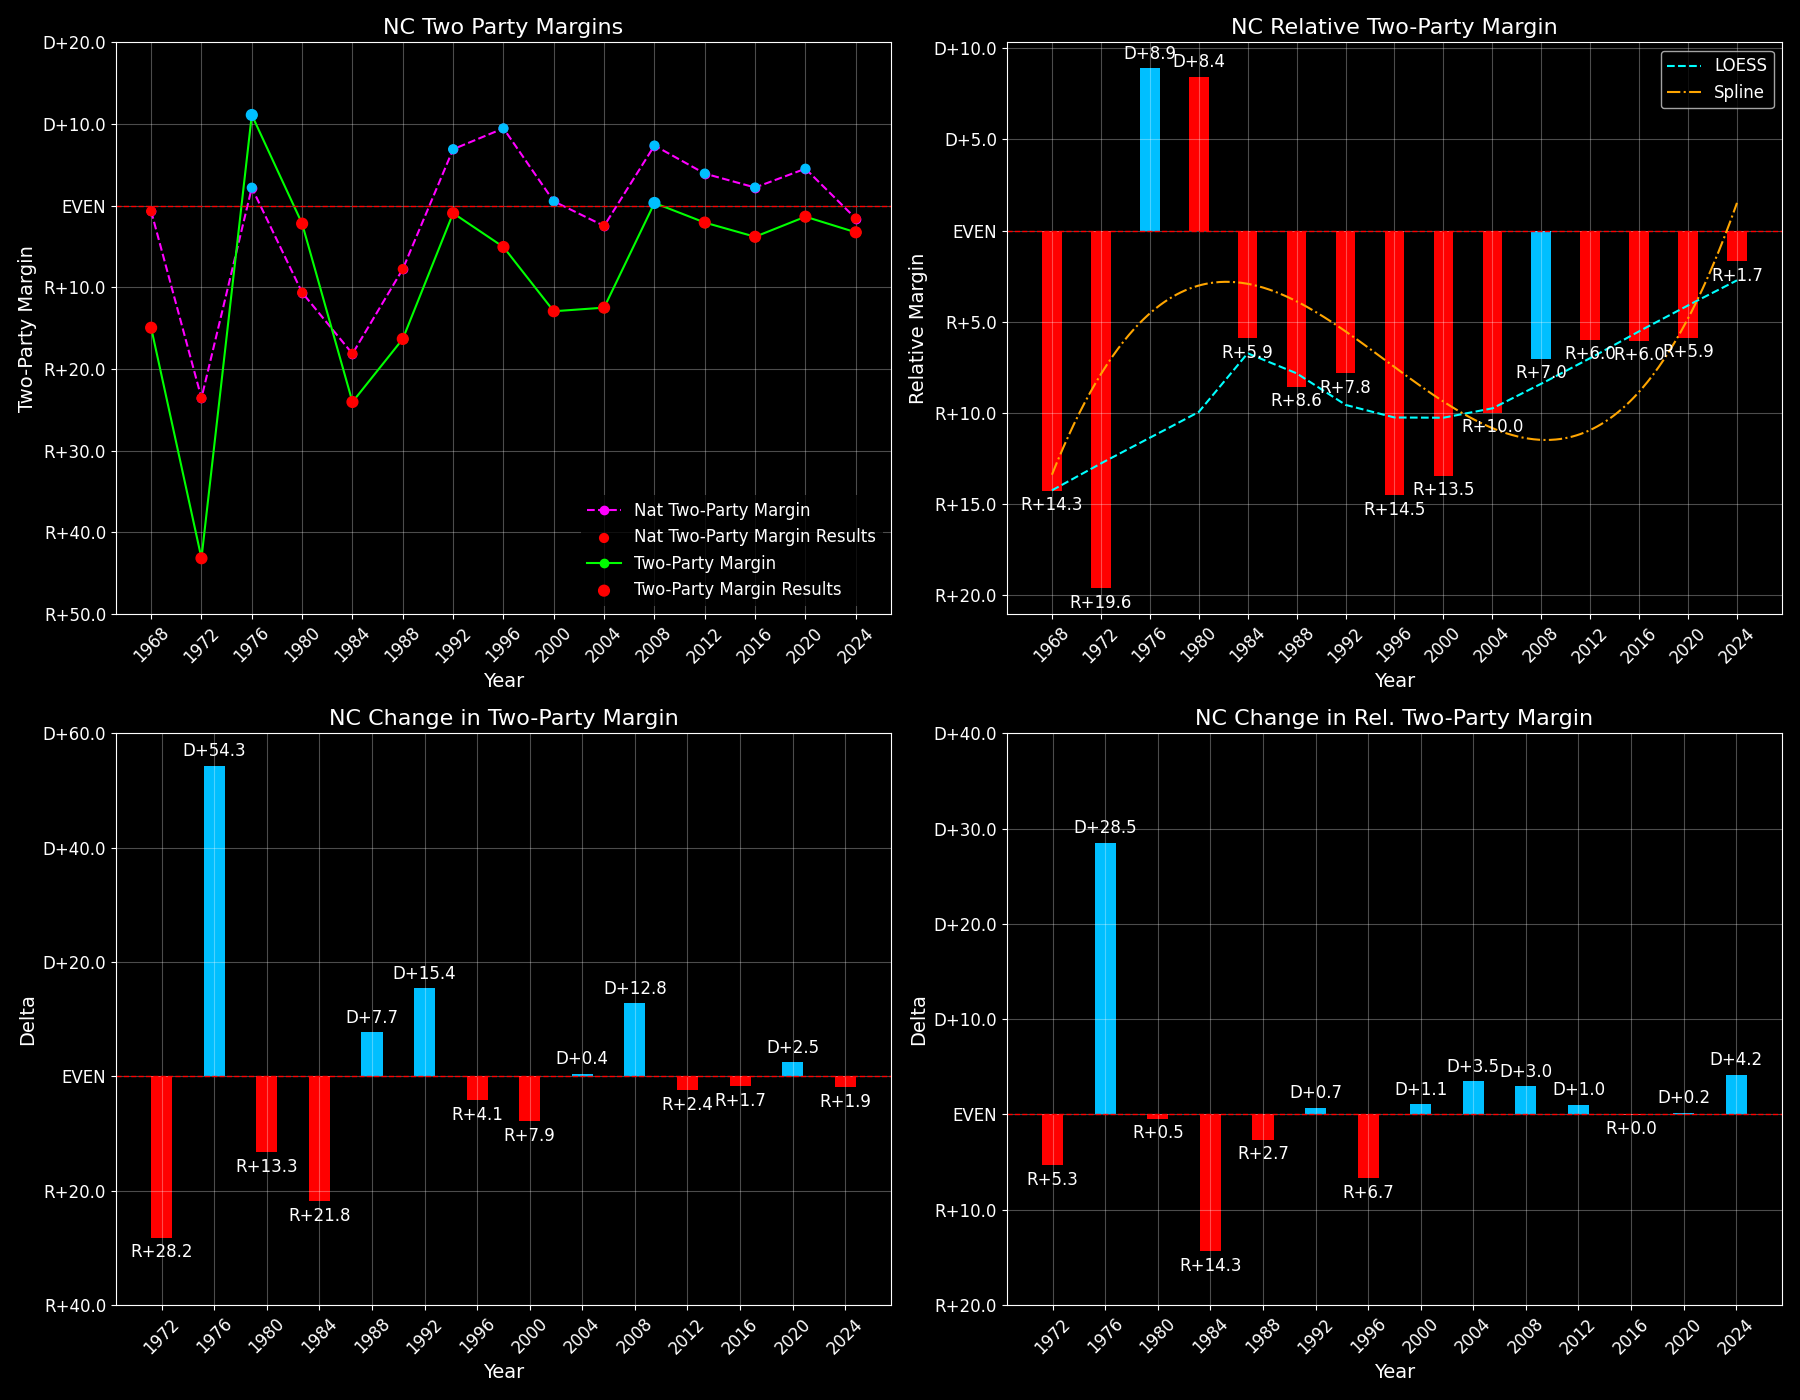 NC Two Party Margins
Two-Party Margin
D+20.0
D+10.0
EVEN
R+10.0
R+20.0
R+30.0
R+40.0
R+50.0
Nat Two-Party Margin
Nat Two-Party Margin Results
Two-Party Margin
Two-Party Margin Results
1968 1972 1976 1980 1984 1988 1992 1996 2000 2004 2008 2012 2016 2020 2024
Year
NC Relative Two-Party Margin
Relative Margin
D+10.0
D+5.0
EVEN
R+5.0
R+10.0
R+15.0
R+20.0
LOESS
Spline
R+14.3
R+19.6
D+8.9
D+8.4
R+5.9
R+8.6
R+7.8
R+14.5
R+13.5
R+10.0
R+7.0
R+6.0
R+6.0
R+5.9
R+1.7
1968 1972 1976 1980 1984 1988 1992 1996 2000 2004 2008 2012 2016 2020 2024
Year
NC Change in Two-Party Margin
Delta
D+60.0
D+40.0
D+20.0
EVEN
R+20.0
R+40.0
R+28.2
D+54.3
R+13.3
R+21.8
D+7.7
D+15.4
R+4.1
R+7.9
D+0.4
D+12.8
R+2.4
R+1.7
D+2.5
R+1.9
1972 1976 1980 1984 1988 1992 1996 2000 2004 2008 2012 2016 2020 2024
Year
NC Change in Rel. Two-Party Margin
Delta
D+40.0
D+30.0
D+20.0
D+10.0
EVEN
R+10.0
R+20.0
R+5.3
D+28.5
R+0.5
R+14.3
R+2.7
D+0.7
R+6.7
D+1.1
D+3.5
D+3.0
D+1.0
R+0.0
D+0.2
D+4.2
1972 1976 1980 1984 1988 1992 1996 2000 2004 2008 2012 2016 2020 2024
Year